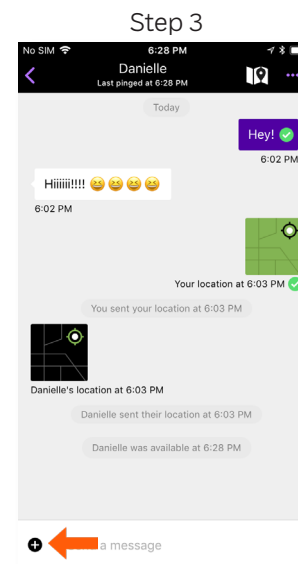 Step 3
No SIM 6:28 PM
Danielle
Last pinged at 6:28 PM
Today
Hey!
6:02 PM
Hiiiiii!!!! 😆 😆 😆 😆
6:02 PM
Your location at 6:03 PM
You sent your location at 6:03 PM
Danielle's location at 6:03 PM
Danielle sent their location at 6:03 PM
Danielle was available at 6:28 PM
a message